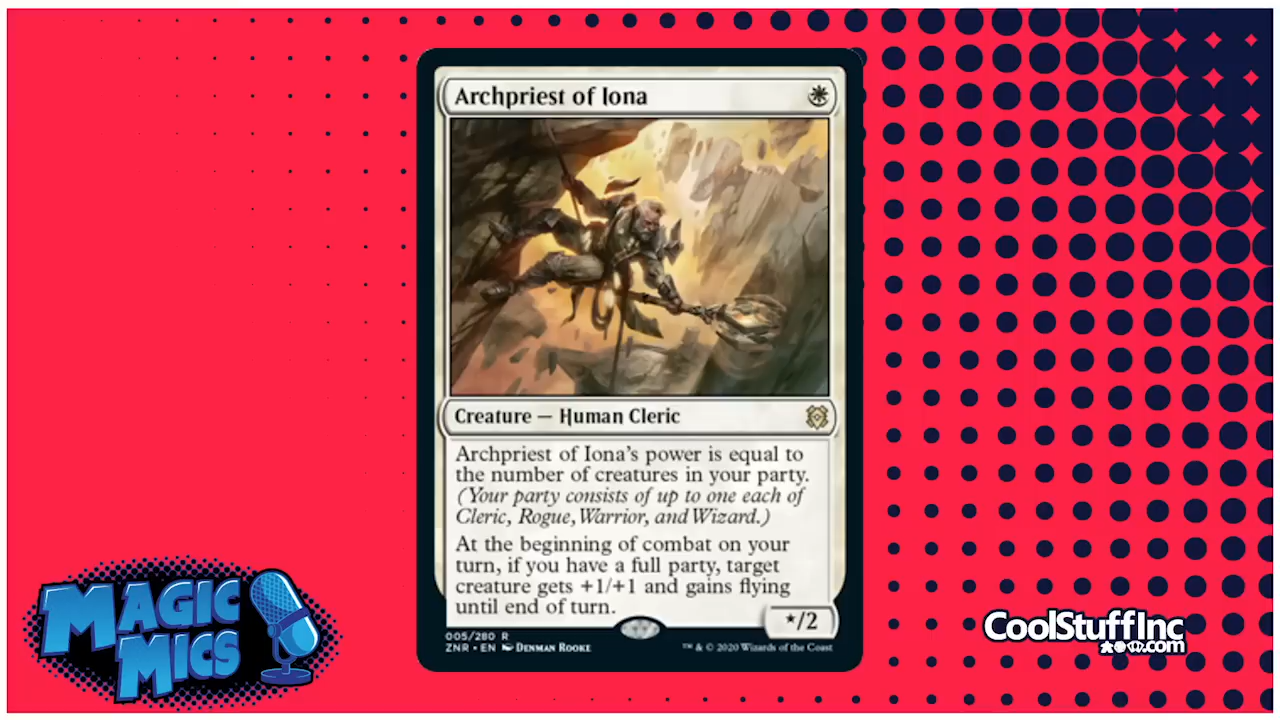 Archpriest of Iona
Creature — Human Cleric
Archpriest of Iona's power is equal to
the number of creatures in your party.
(Your party consists of up to one each of
Cleric, Rogue, Warrior, and Wizard.)
At the beginning of combat on your
turn, if you have a full party, target
creature gets +1/+1 and gains flying
until end of turn.
*/2
005/280 R
ZNR • EN Denman Rooke
™ & © 2020 Wizards of the Coast
MAGIC
MICS
CoolStuffInc
.com